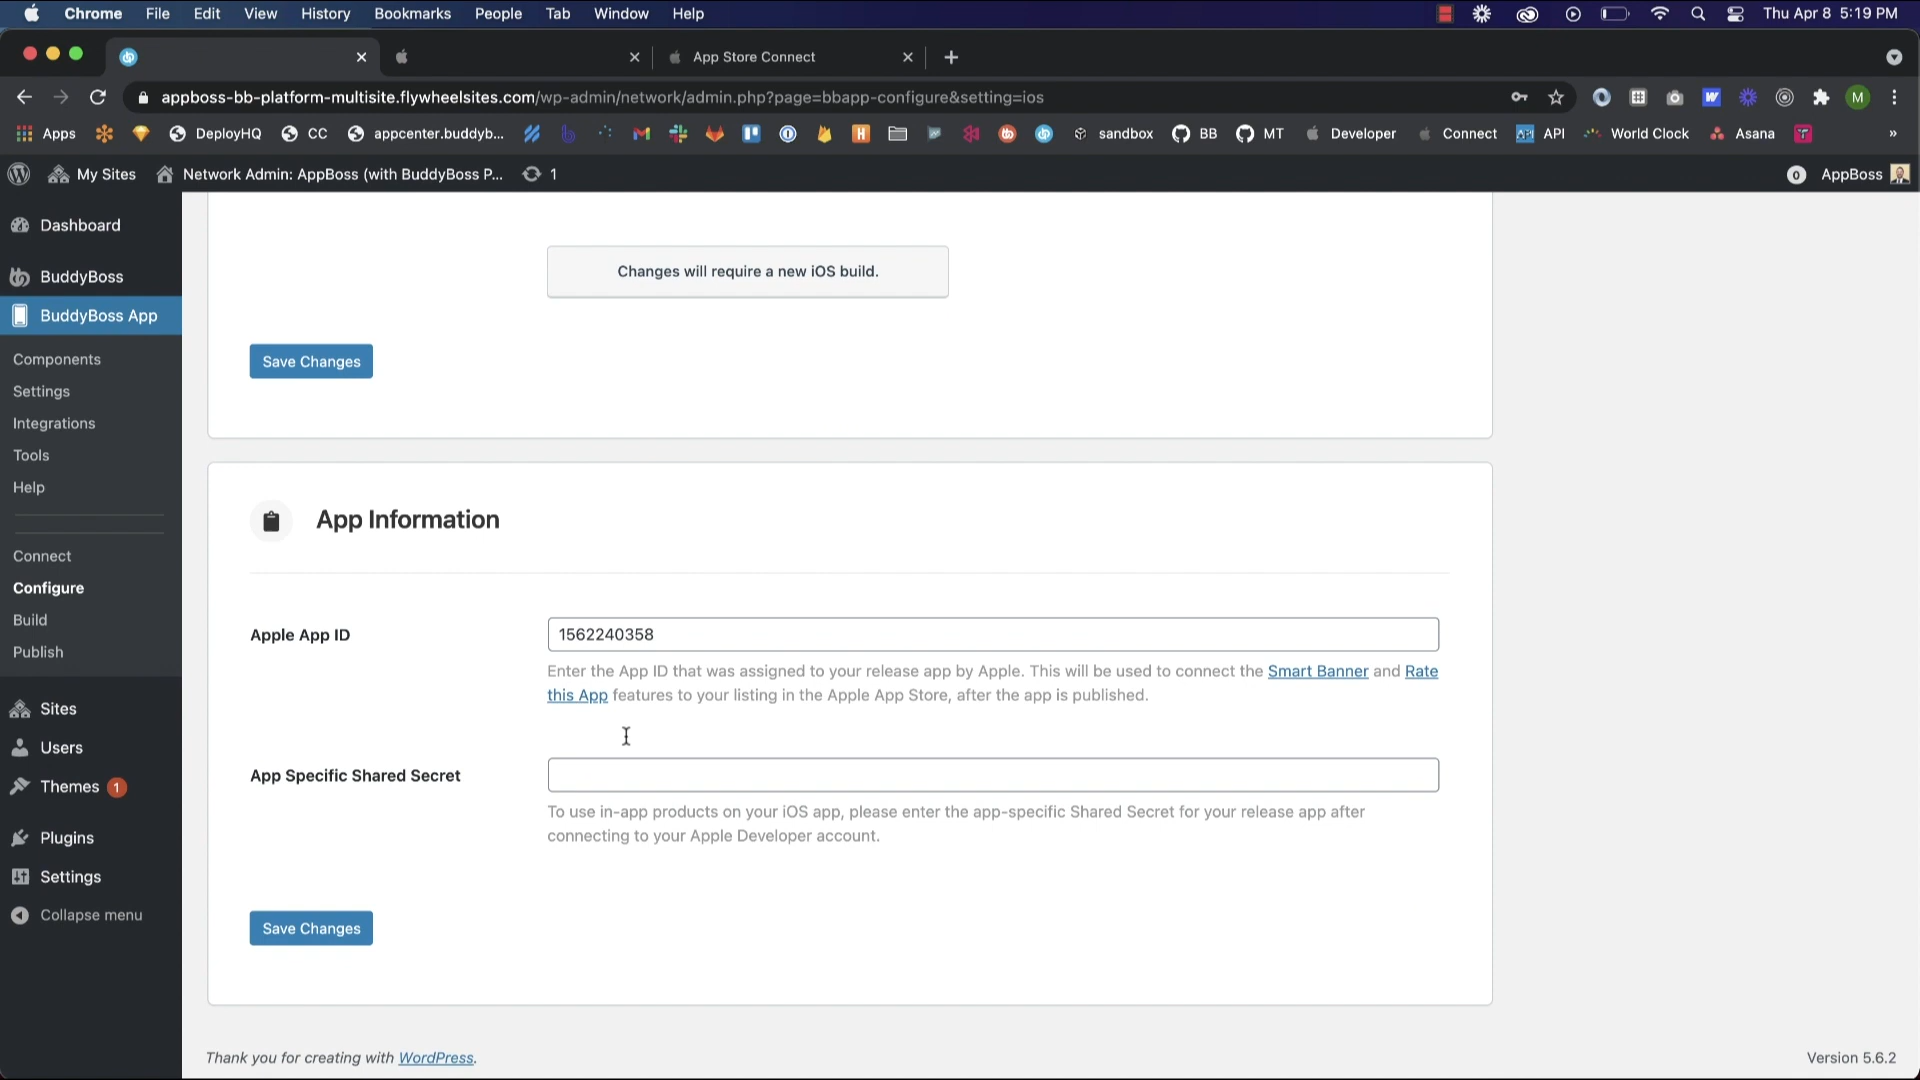 Chrome File Edit View History Bookmarks People Tab Window Help Thu Apr 8 5:19 PM
App Store Connect
appboss-bb-platform-multisite.flywheelsites.com/wp-admin/network/admin.php?page=bbapp-configure&setting=ios M
Apps DeployHQ CC appcenter.buddyb... sandbox BB MT Developer Connect API World Clock Asana »
My Sites Network Admin: AppBoss (with BuddyBoss P... 1 0 AppBoss
Dashboard
BuddyBoss
BuddyBoss App
Components
Settings
Integrations
Tools
Help
Connect
Configure
Build
Publish
Sites
Users
Themes 1
Plugins
Settings
Collapse menu
Changes will require a new iOS build.
Save Changes
App Information
Apple App ID
1562240358
Enter the App ID that was assigned to your release app by Apple. This will be used to connect the Smart Banner and Rate
this App features to your listing in the Apple App Store, after the app is published.
App Specific Shared Secret
To use in-app products on your iOS app, please enter the app-specific Shared Secret for your release app after
connecting to your Apple Developer account.
Save Changes
Thank you for creating with WordPress.
Version 5.6.2